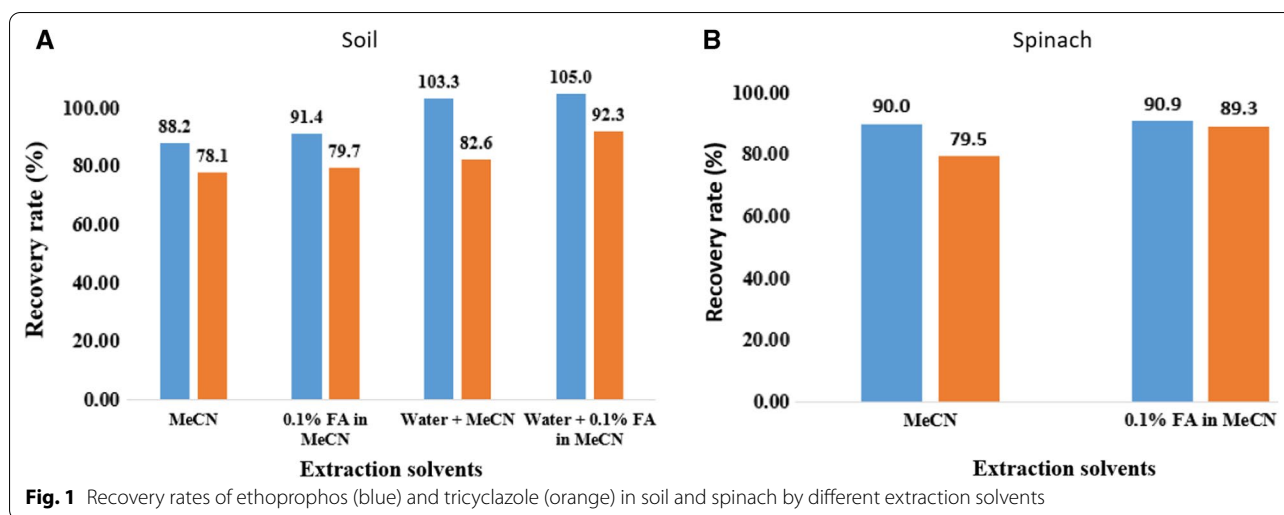 A
Soil
Recovery rate (%)
100.00
80.00
60.00
40.00
20.00
0.00
88.2
78.1
91.4
79.7
103.3
82.6
105.0
92.3
MeCN
0.1% FA in
MeCN
Water + MeCN
Water + 0.1% FA
in MeCN
Extraction solvents
B
Spinach
Recovery rate (%)
100.00
80.00
60.00
40.00
20.00
0.00
90.0
79.5
90.9
89.3
MeCN
0.1% FA in MeCN
Extraction solvents
Fig. 1 Recovery rates of ethoprophos (blue) and tricyclazole (orange) in soil and spinach by different extraction solvents